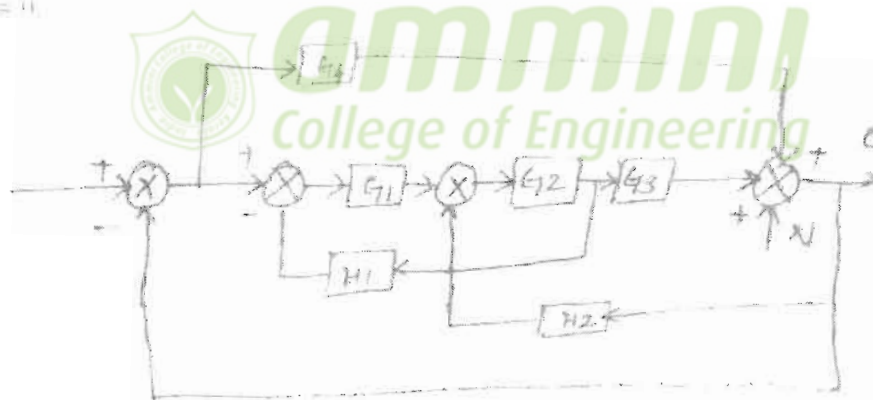 ammini
College of Engineering
G4
+ + +
G1 G2 G3
- - +
N
H1
H2
C